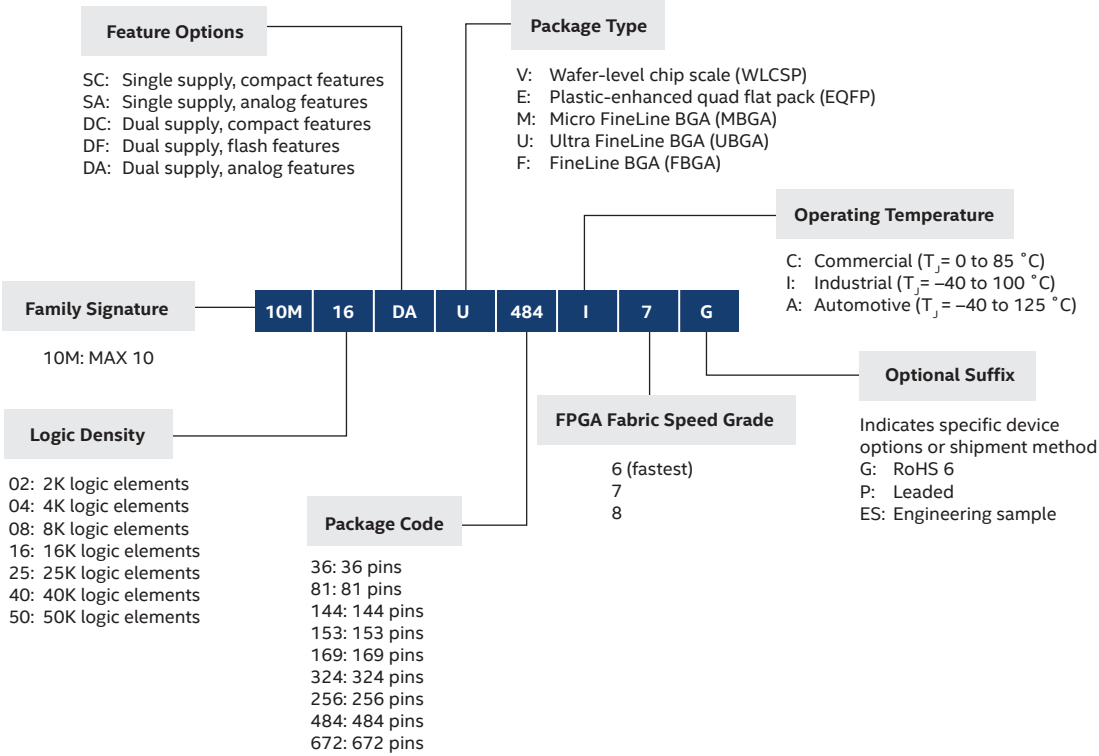 Feature Options
SC: Single supply, compact features
SA: Single supply, analog features
DC: Dual supply, compact features
DF: Dual supply, flash features
DA: Dual supply, analog features
Package Type
V: Wafer-level chip scale (WLCSP)
E: Plastic-enhanced quad flat pack (EQFP)
M: Micro FineLine BGA (MBGA)
U: Ultra FineLine BGA (UBGA)
F: FineLine BGA (FBGA)
Operating Temperature
C: Commercial (TJ= 0 to 85 ˚C)
I: Industrial (TJ= –40 to 100 ˚C)
A: Automotive (TJ= –40 to 125 ˚C)
Family Signature
10M: MAX 10
10M 16 DA U 484 I 7 G
Logic Density
02: 2K logic elements
04: 4K logic elements
08: 8K logic elements
16: 16K logic elements
25: 25K logic elements
40: 40K logic elements
50: 50K logic elements
Package Code
36: 36 pins
81: 81 pins
144: 144 pins
153: 153 pins
169: 169 pins
324: 324 pins
256: 256 pins
484: 484 pins
672: 672 pins
FPGA Fabric Speed Grade
6 (fastest)
7
8
Optional Suffix
Indicates specific device
options or shipment method
G: RoHS 6
P: Leaded
ES: Engineering sample